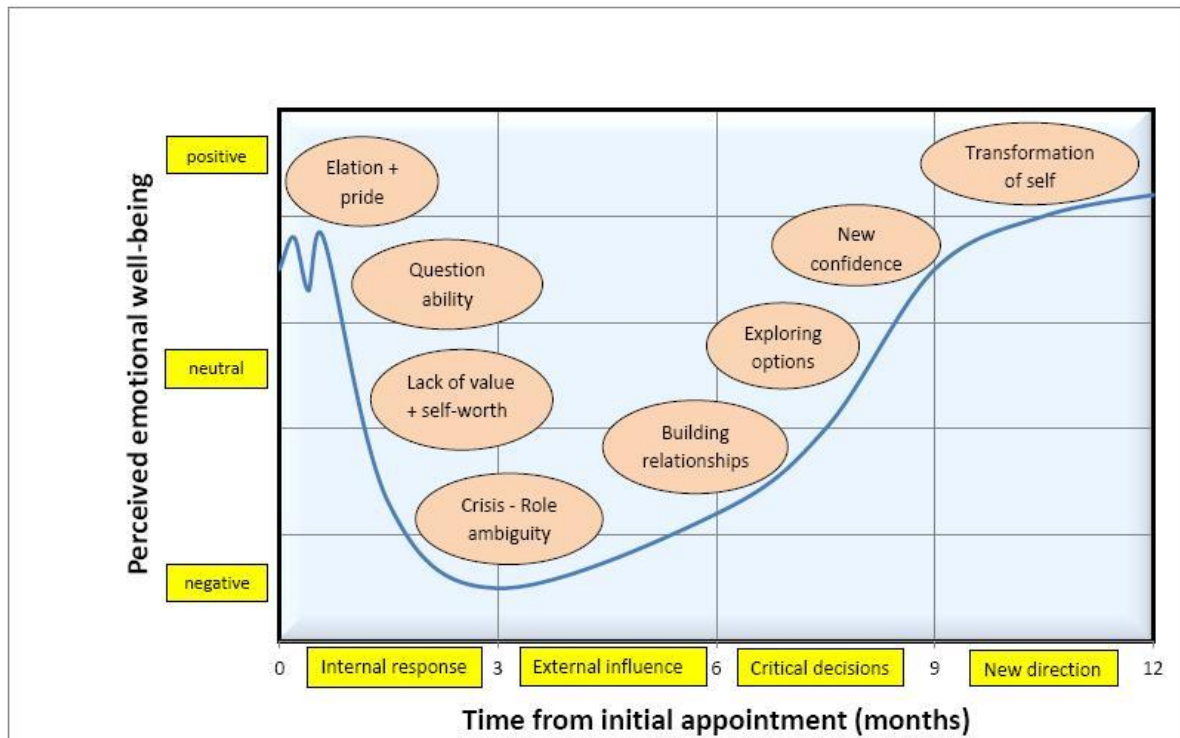 Perceived emotional well-being
positive
neutral
negative
Elation +
pride
Question
ability
Lack of value
+ self-worth
Crisis - Role
ambiguity
Building
relationships
Exploring
options
New
confidence
Transformation
of self
0 Internal response 3 External influence 6 Critical decisions 9 New direction 12
Time from initial appointment (months)